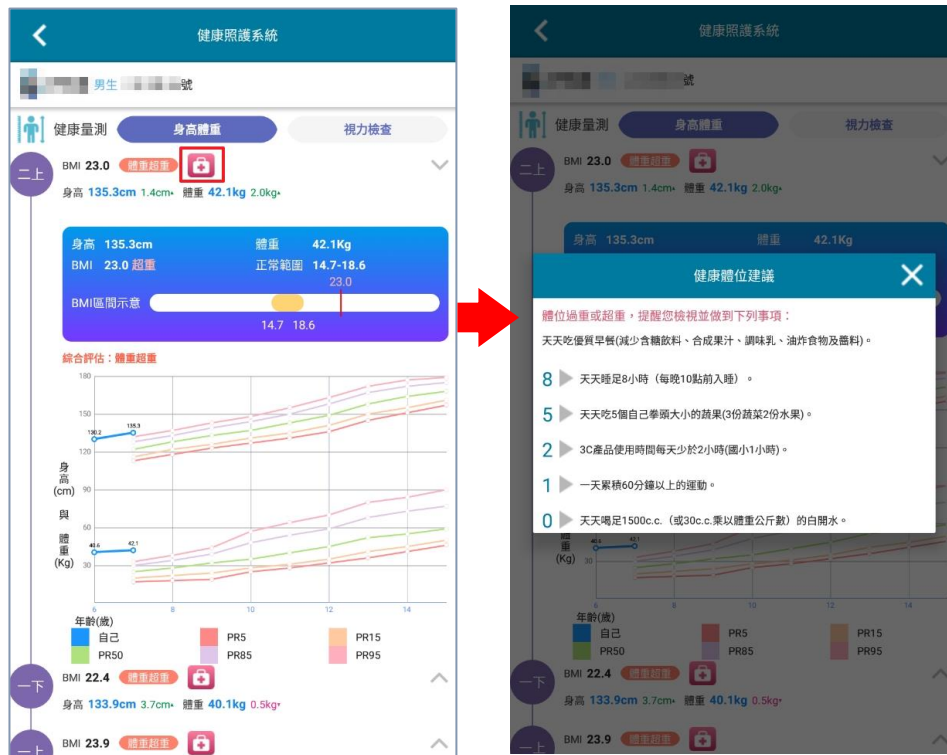 健康照護系統
男生 號
健康量測 身高體重 視力檢查
二上 BMI 23.0 體重超重
身高 135.3cm 1.4cm 體重 42.1kg 2.0kg
身高 135.3cm 體重 42.1Kg
BMI 23.0 超重 正常範圍 14.7-18.6
23.0
BMI區間示意
14.7 18.6
綜合評估：體重超重
180
150
130.2 135.3
120
身高(cm) 90
與
60
體重(Kg)
40.6 42.1
30
6 8 10 12 14
年齡(歲)
自己 PR5 PR15
PR50 PR85 PR95
一下 BMI 22.4 體重超重
身高 133.9cm 3.7cm 體重 40.1kg 0.5kg
一上 BMI 23.9 體重超重
健康照護系統
號
健康量測 身高體重 視力檢查
二上 BMI 23.0 體重超重
身高 135.3cm 1.4cm 體重 42.1kg 2.0kg
身高 135.3cm 體重 42.1Kg
健康體位建議
體位過重或超重，提醒您檢視並做到下列事項：
天天吃優質早餐(減少含糖飲料、合成果汁、調味乳、油炸食物及醬料)。
8 天天睡足8小時（每晚10點前入睡）。
5 天天吃5個自己拳頭大小的蔬果(3份蔬菜2份水果)。
2 3C產品使用時間每天少於2小時(國小1小時)。
1 一天累積60分鐘以上的運動。
0 天天喝足1500c.c.（或30c.c.乘以體重公斤數）的白開水。
體重(Kg)
40.6 42.1
30
6 8 10 12 14
年齡(歲)
自己 PR5 PR15
PR50 PR85 PR95
一下 BMI 22.4 體重超重
身高 133.9cm 3.7cm 體重 40.1kg 0.5kg
一上 BMI 23.9 體重超重